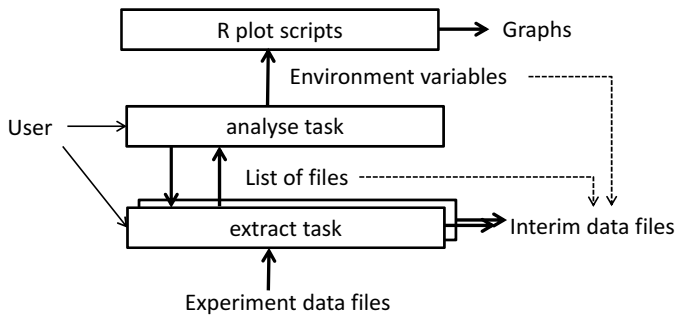 R plot scripts
Graphs
Environment variables
User
analyse task
List of files
extract task
Interim data files
Experiment data files